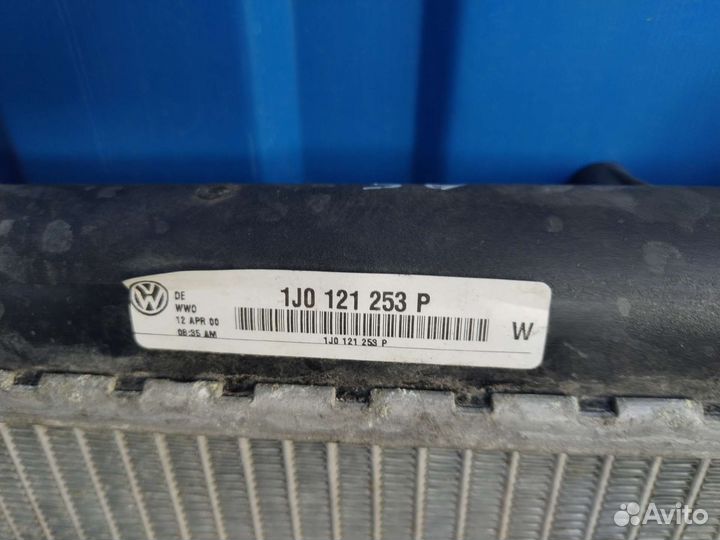 DE
WWO
12 APR 00
08:35 AM
1J0 121 253 P
1J0 121 253 P
W
Avito